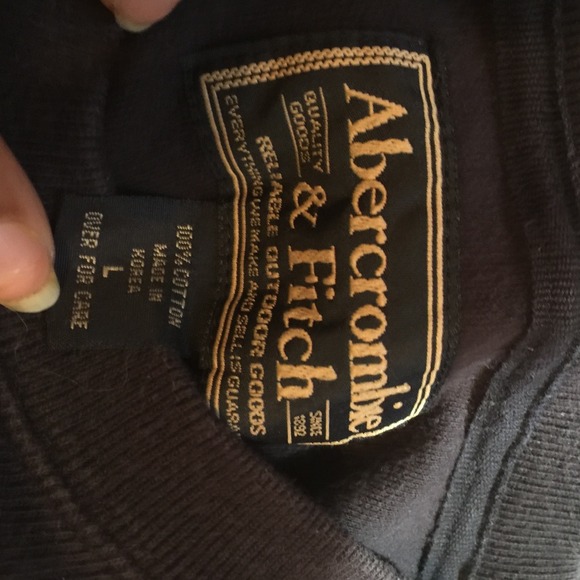 Abercrombie
QUALITY
GOODS
& Fitch
SINCE
1892
RELIABLE OUTDOOR GOODS
EVERYTHING WE MAKE AND SELL IS
100% COTTON
MADE IN
KOREA
L
OVER FOR CARE